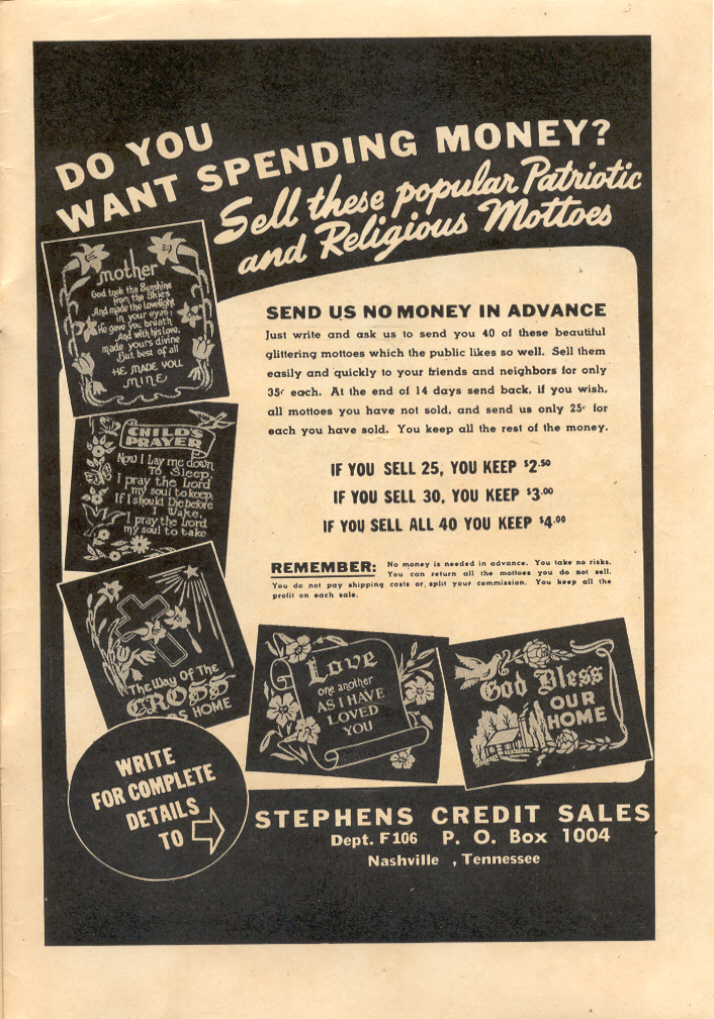 DO YOU
WANT SPENDING MONEY?
Sell these popular Patriotic
and Religious Mottoes
mother
God took the Sunshine
from the Skies
And made the lovelight
in your eyes;
He gave you breath
And with his love,
made yours divine
But best of all
HE MADE YOU
MINE
SEND US NO MONEY IN ADVANCE
Just write and ask us to send you 40 of these beautiful
glittering mottoes which the public likes so well. Sell them
easily and quickly to your friends and neighbors for only
35¢ each. At the end of 14 days send back, if you wish,
all mottoes you have not sold, and send us only 25¢ for
each you have sold. You keep all the rest of the money.
CHILD'S
PRAYER
Now I Lay me down
To Sleep,
I pray the Lord
my soul to keep,
If I should Die before
I Wake,
I pray the Lord
my soul to take
IF YOU SELL 25, YOU KEEP $2.50
IF YOU SELL 30, YOU KEEP $3.00
IF YOU SELL ALL 40 YOU KEEP $4.00
REMEMBER: No money is needed in advance. You take no risks.
You can return all the mottoes you do not sell.
You do not pay shipping costs or split your commission. You keep all the
profit on each sale.
The Way Of The
CROSS
HOME
Love
one another
AS I HAVE
LOVED
YOU
God Bless
OUR
HOME
WRITE
FOR COMPLETE
DETAILS
TO
STEPHENS CREDIT SALES
Dept. F106 P. O. Box 1004
Nashville , Tennessee